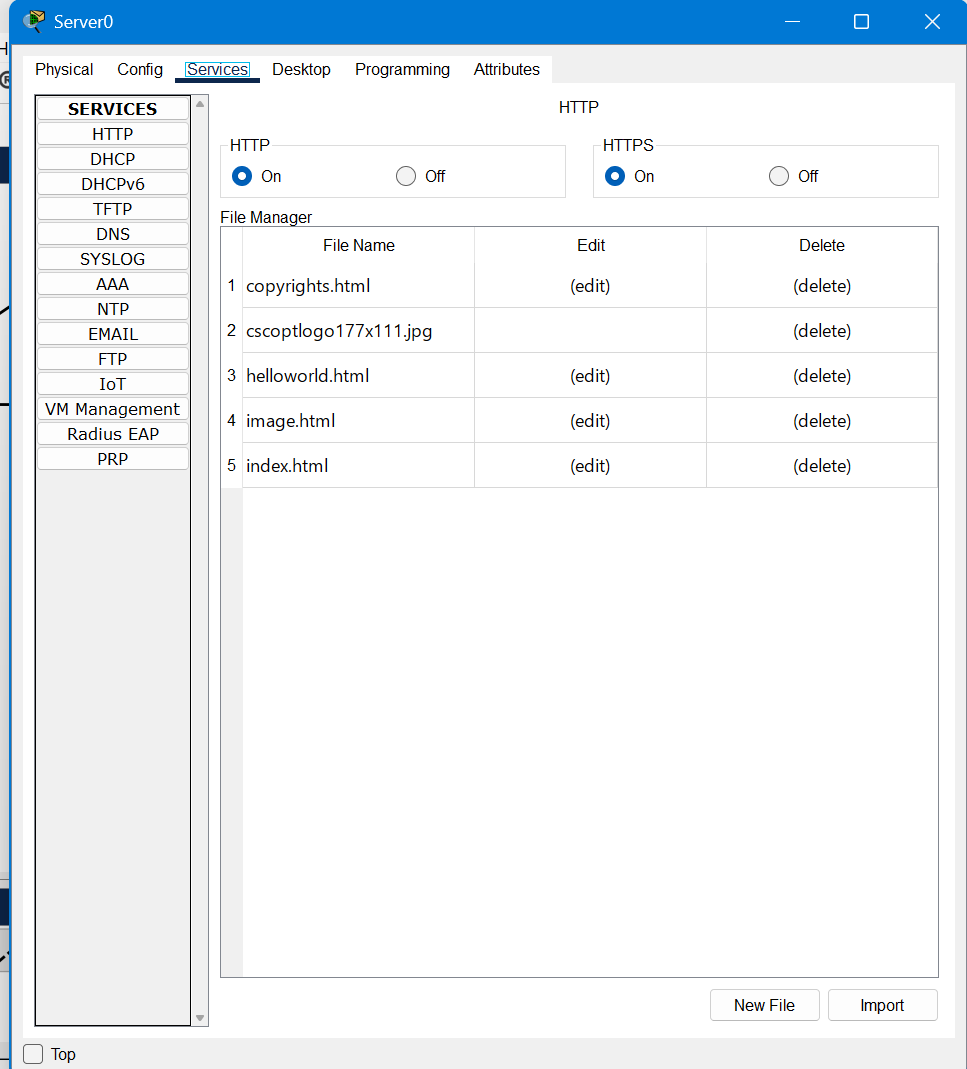 Server0
Physical Config Services Desktop Programming Attributes
SERVICES
HTTP
DHCP
DHCPv6
TFTP
DNS
SYSLOG
AAA
NTP
EMAIL
FTP
IoT
VM Management
Radius EAP
PRP
HTTP
HTTP
On Off
HTTPS
On Off
File Manager
File Name Edit Delete
1 copyrights.html (edit) (delete)
2 cscoptlogo177x111.jpg (delete)
3 helloworld.html (edit) (delete)
4 image.html (edit) (delete)
5 index.html (edit) (delete)
New File Import
Top